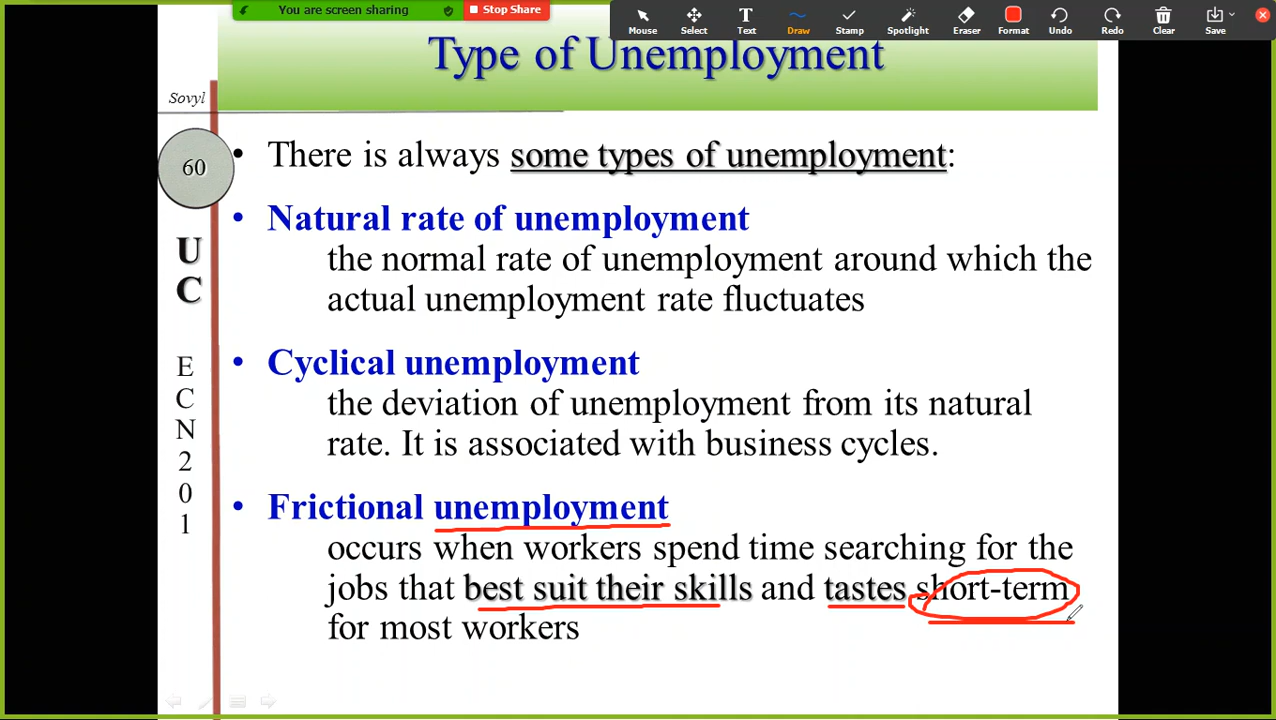 You are screen sharing
Stop Share
Mouse
Select
Text
Draw
Stamp
Spotlight
Eraser
Format
Undo
Redo
Clear
Save
Type of Unemployment
Sovyl
60
U
C
E
C
N
2
0
1
• There is always some types of unemployment:
• Natural rate of unemployment
the normal rate of unemployment around which the
actual unemployment rate fluctuates
• Cyclical unemployment
the deviation of unemployment from its natural
rate. It is associated with business cycles.
• Frictional unemployment
occurs when workers spend time searching for the
jobs that best suit their skills and tastes short-term
for most workers